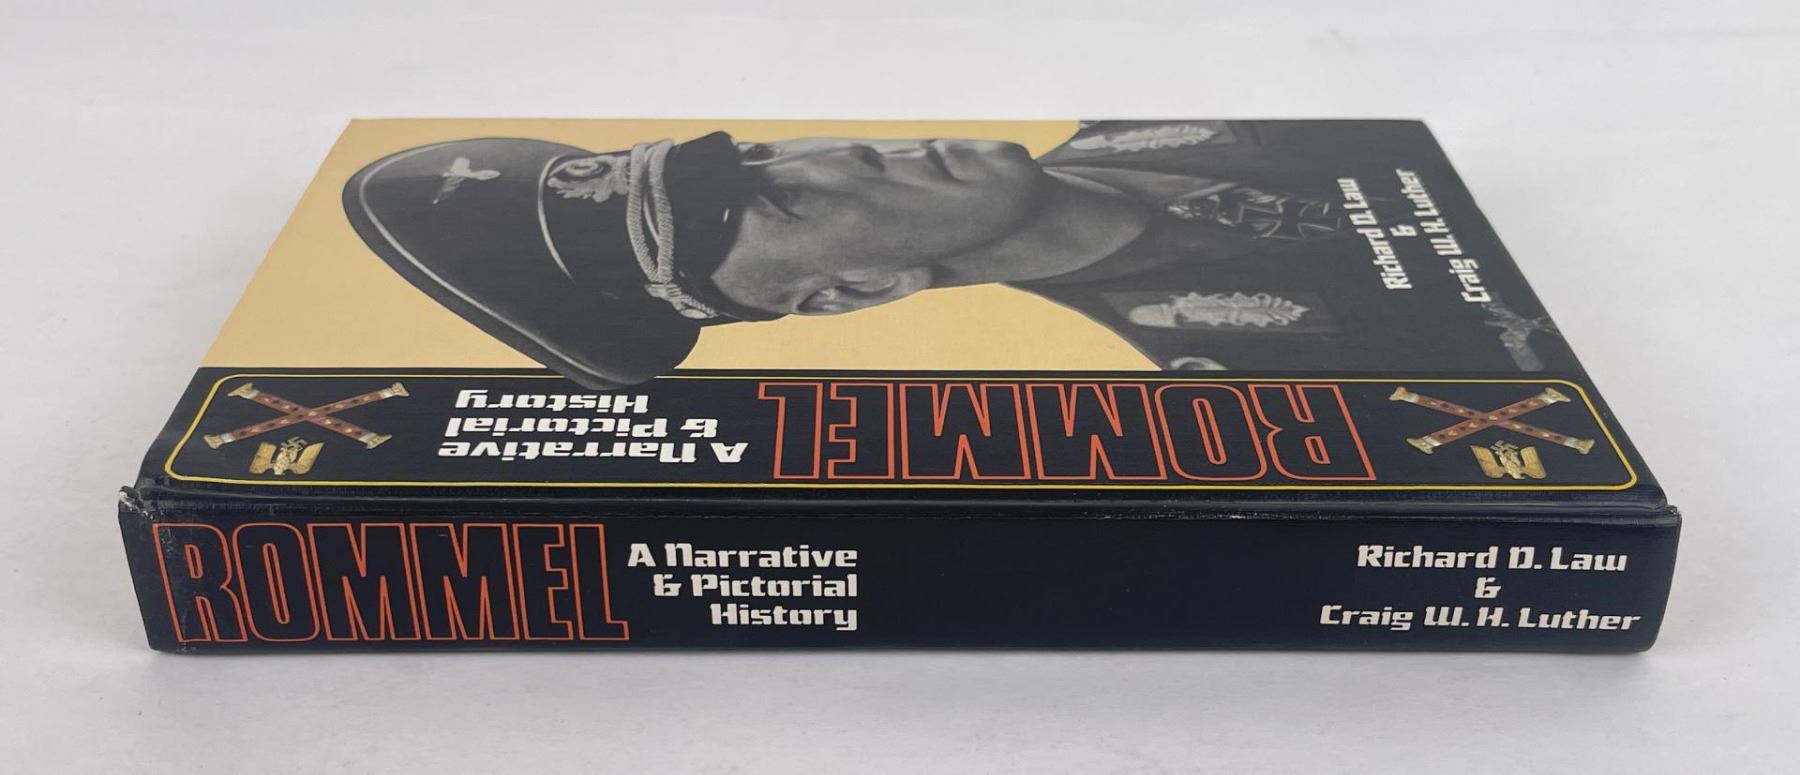 Richard D. Law
&
Craig W. H. Luther
ROMMEL
A Narrative
& Pictorial
History
ROMMEL
A Narrative
& Pictorial
History
Richard D. Law
&
Craig W. H. Luther